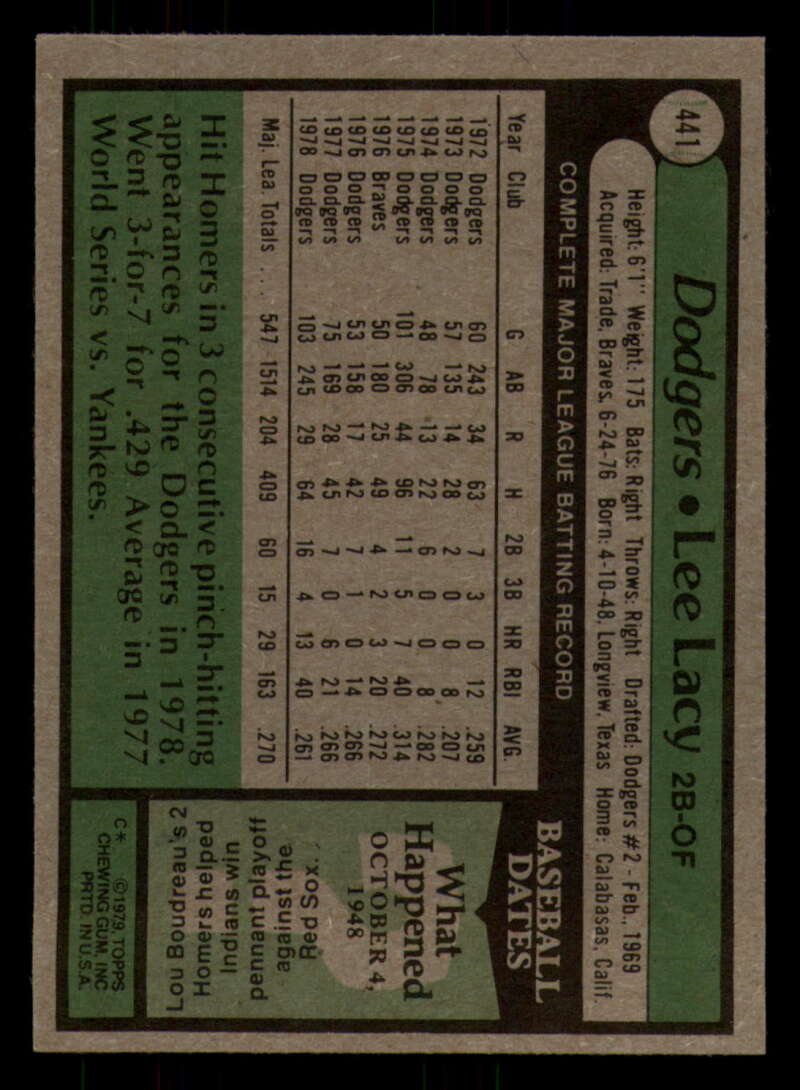 441
Dodgers • Lee Lacy 2B-OF
Height: 6'1" Weight: 175 Bats: Right Throws: Right Drafted: Dodgers #2 - Feb., 1969
Acquired: Trade, Braves, 6-24-76 Born: 4-10-48, Longview, Texas Home: Calabasas, Calif.
COMPLETE MAJOR LEAGUE BATTING RECORD
Year Club G AB R H 2B 3B HR RBI AVG.
1972 Dodgers 60 243 34 63 7 3 0 12 .259
1973 Dodgers 57 135 14 28 2 0 0 8 .207
1974 Dodgers 48 78 13 22 6 0 0 8 .282
1975 Dodgers 101 306 44 96 11 5 7 40 .314
1976 Braves 50 180 25 49 4 2 3 20 .272
1976 Dodgers 53 158 17 42 7 1 0 14 .266
1977 Dodgers 75 169 28 45 7 0 6 21 .266
1978 Dodgers 103 245 29 64 16 4 13 40 .261
Maj. Lea Totals .... 547 1514 204 409 60 15 29 163 .270
Hit Homers in 3 consecutive pinch-hitting
appearances for the Dodgers in 1978.
Went 3-for-7 for .429 Average in 1977
World Series vs. Yankees.
BASEBALL
DATES
What
Happened
OCTOBER 4,
1948
Lou Boudreau's 2
Homers helped
Indians win
pennant playoff
against the
Red Sox.
C* ©1979, TOPPS
CHEWING GUM, INC
PRTD. IN U.S.A.